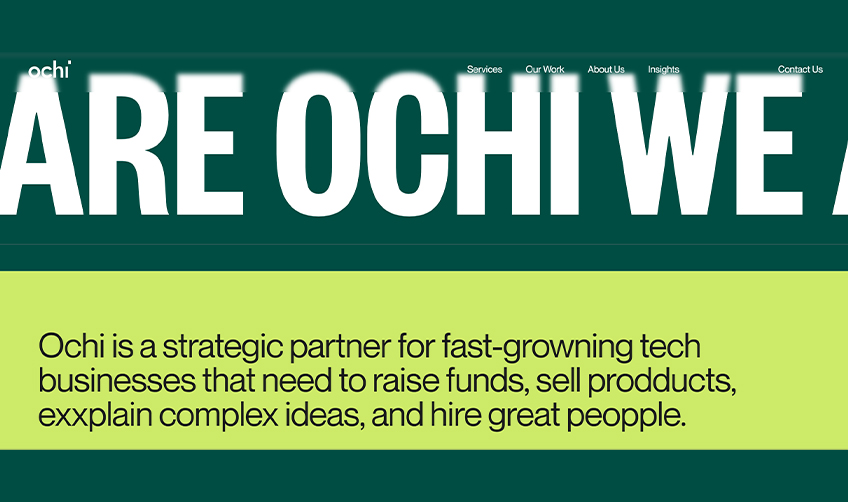 ochi
Services Our Work About Us Insights Contact Us
ARE OCHI WE A
Ochi is a strategic partner for fast-growning tech
businesses that need to raise funds, sell prodducts,
exxplain complex ideas, and hire great peopple.